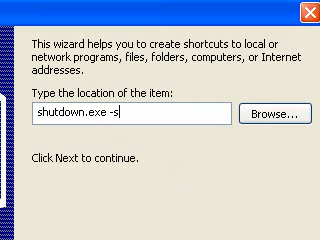 This wizard helps you to create shortcuts to local or
network programs, files, folders, computers, or Internet
addresses.
Type the location of the item:
shutdown.exe -s
Browse...
Click Next to continue.